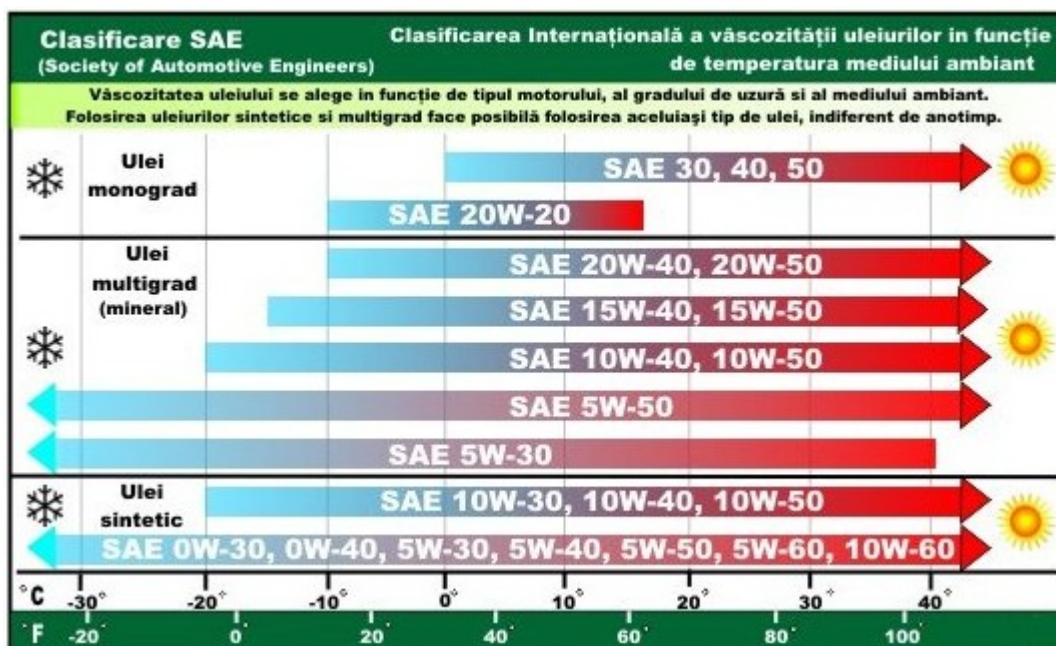 Clasificare SAE
(Society of Automotive Engineers)
Clasificarea Internațională a vâscozității uleiurilor in funcție
de temperatura mediului ambiant
Văscozitatea uleiului se alege in funcție de tipul motorului, al gradului de uzură si al mediului ambiant.
Folosirea uleiurilor sintetice si multigrad face posibilă folosirea aceluiași tip de ulei, indiferent de anotimp.
Ulei
monograd
SAE 30, 40, 50
SAE 20W-20
Ulei
multigrad
(mineral)
SAE 20W-40, 20W-50
SAE 15W-40, 15W-50
SAE 10W-40, 10W-50
SAE 5W-50
SAE 5W-30
Ulei
sintetic
SAE 10W-30, 10W-40, 10W-50
SAE 0W-30, 0W-40, 5W-30, 5W-40, 5W-50, 5W-60, 10W-60
°C -30° -20° -10° 0° 10° 20° 30° 40°
°F -20° 0° 20° 40° 60° 80° 100°